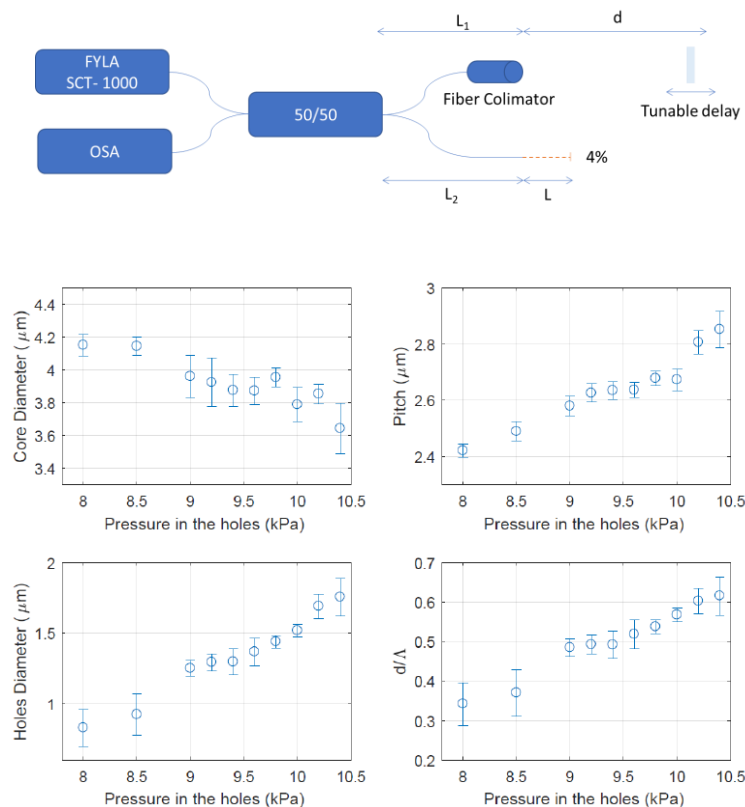 L₁
d
FYLA
SCT- 1000
50/50
OSA
Fiber Colimator
Tunable delay
4%
L₂
L
4.4
4.2
4
3.8
3.6
3.4
Core Diameter (μm)
8
8.5
9
9.5
10
10.5
Pressure in the holes (kPa)
3
2.8
2.6
2.4
Pitch (μm)
8
8.5
9
9.5
10
10.5
Pressure in the holes (kPa)
2
1.5
1
Holes Diameter (μm)
8
8.5
9
9.5
10
10.5
Pressure in the holes (kPa)
0.7
0.6
0.5
0.4
0.3
0.2
d/Λ
8
8.5
9
9.5
10
10.5
Pressure in the holes (kPa)